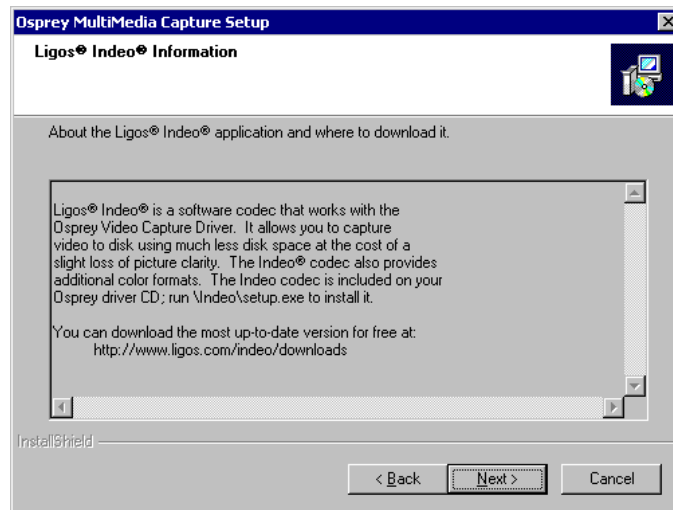 Osprey MultiMedia Capture Setup
Ligos® Indeo® Information
About the Ligos® Indeo® application and where to download it.
Ligos® Indeo® is a software codec that works with the
Osprey Video Capture Driver.  It allows you to capture
video to disk using much less disk space at the cost of a
slight loss of picture clarity.  The Indeo® codec also provides
additional color formats.  The Indeo codec is included on your
Osprey driver CD; run \Indeo\setup.exe to install it.
You can download the most up-to-date version for free at:
http://www.ligos.com/indeo/downloads
InstallShield
< Back Next > Cancel